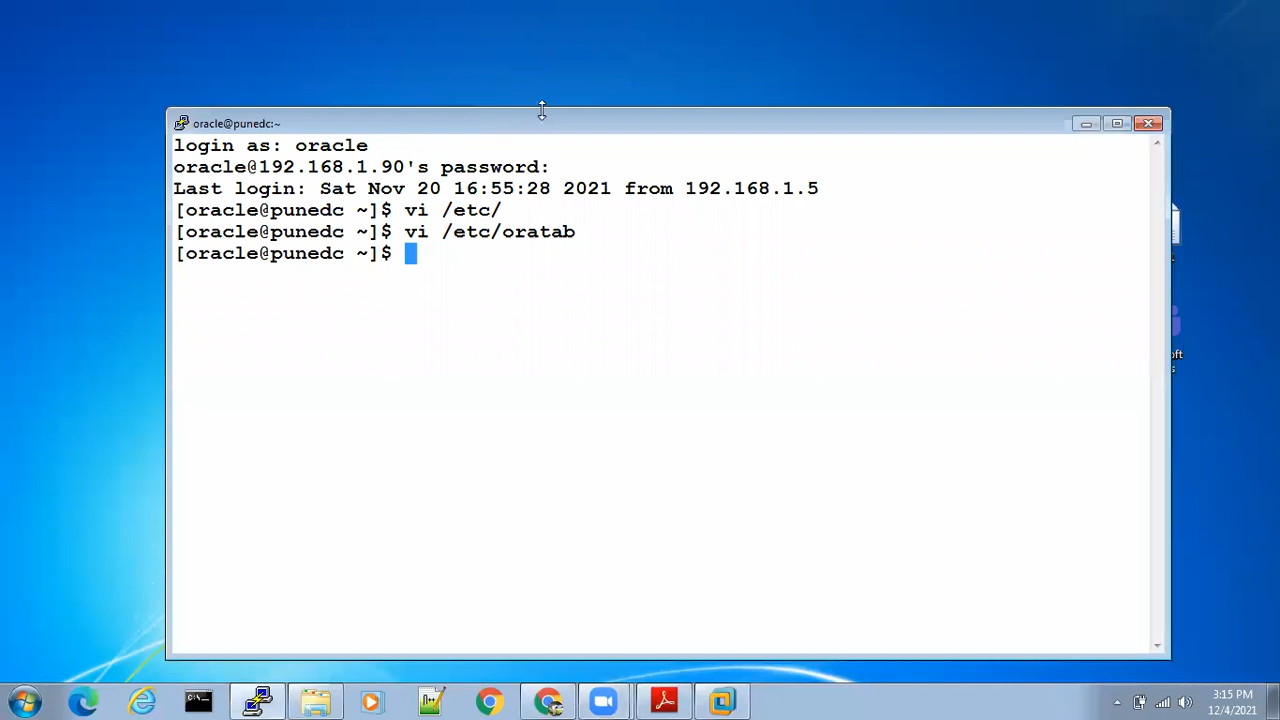 oracle@punedc:~
login as: oracle
oracle@192.168.1.90's password:
Last login: Sat Nov 20 16:55:28 2021 from 192.168.1.5
[oracle@punedc ~]$ vi /etc/
[oracle@punedc ~]$ vi /etc/oratab
[oracle@punedc ~]$
3:15 PM
12/4/2021